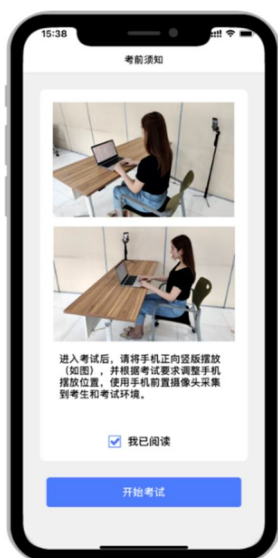 15:38
考前须知
进入考试后，请将手机正向竖版摆放
（如图），并根据考试要求调整手机
摆放位置，使用手机前置摄像头采集
到考生和考试环境。
我已阅读
开始考试